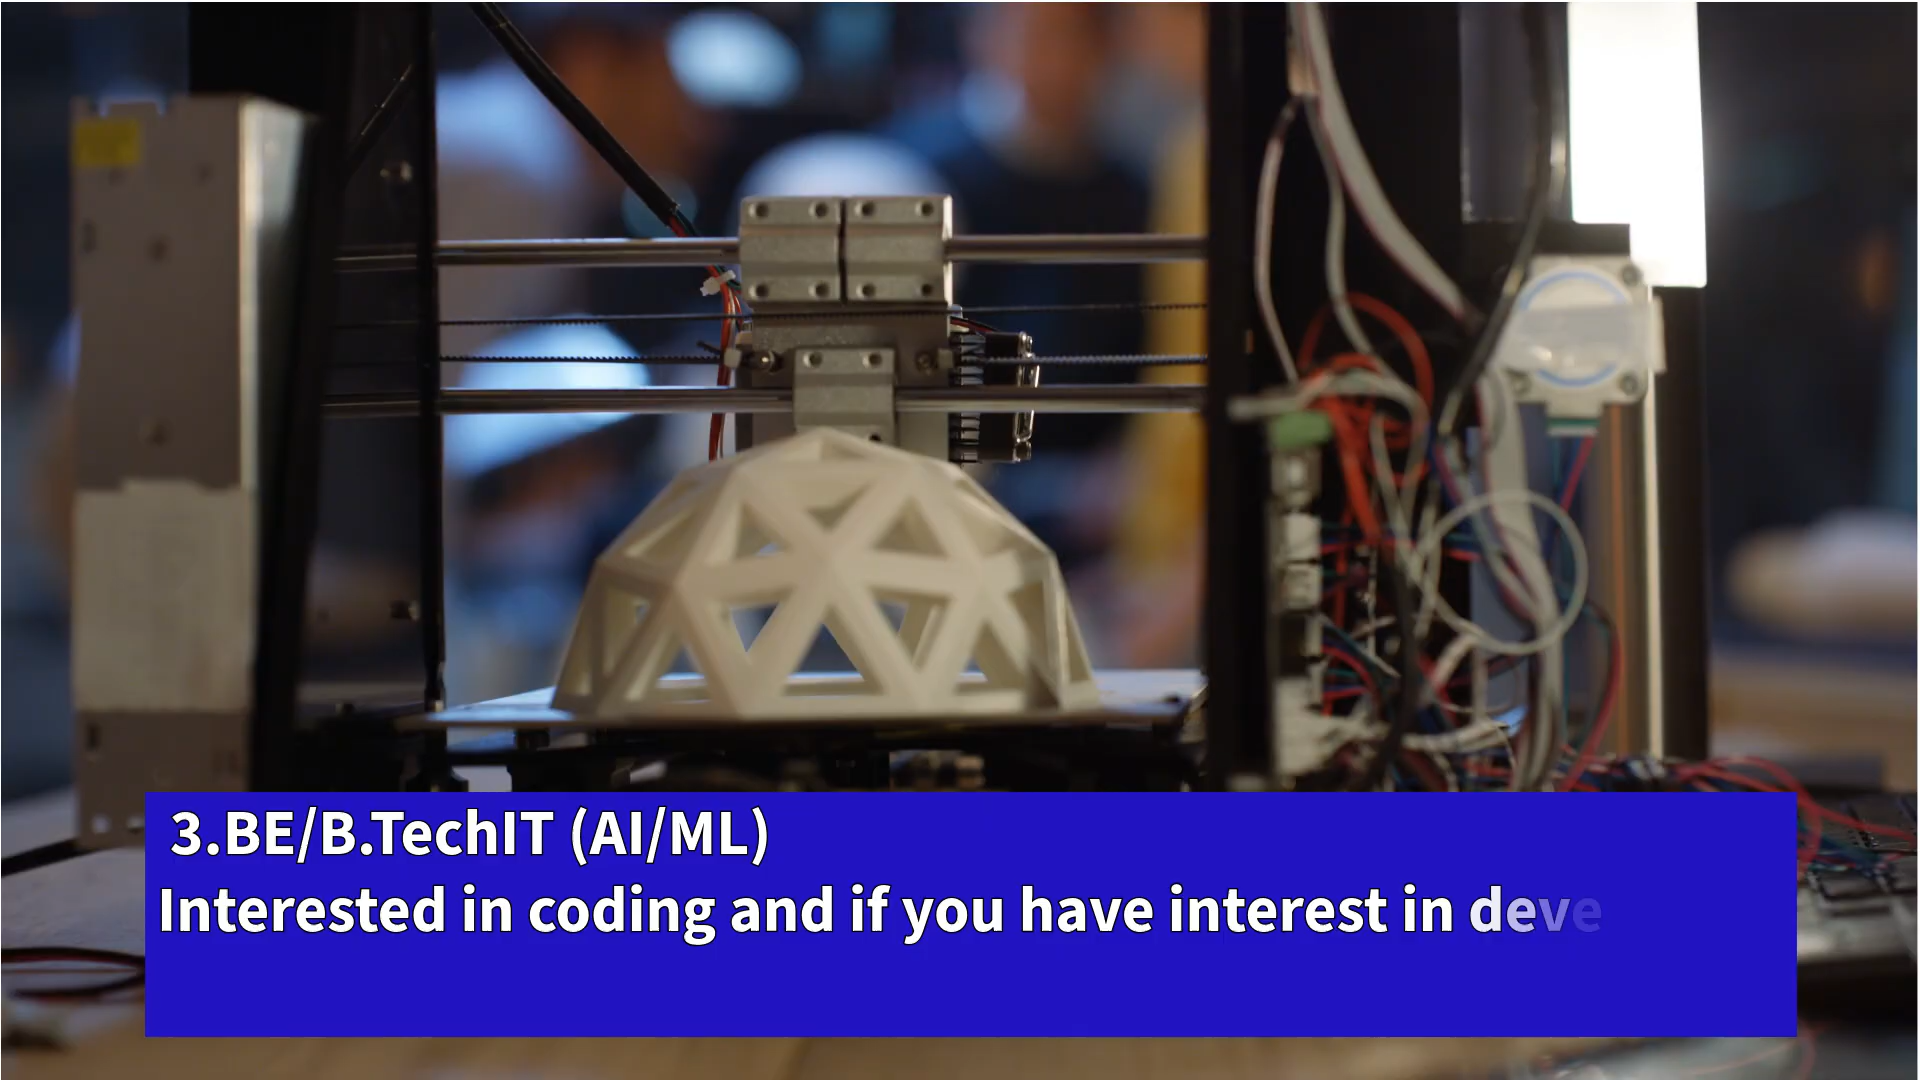 3.BE/B.TechIT (AI/ML)
Interested in coding and if you have interest in deve